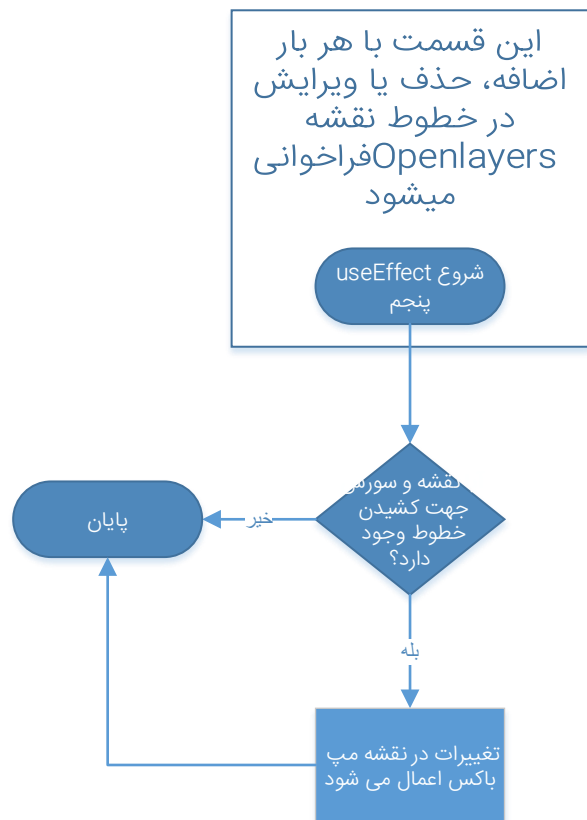 این قسمت با هر بار
اضافه، حذف یا ویرایش
در خطوط نقشه
Openlayersفراخوانی
میشود
شروع useEffect
پنجم
نقشه و سورس
جهت کشیدن
خطوط وجود
دارد؟
خیر
پایان
بله
تغییرات در نقشه مپ
باکس اعمال می شود